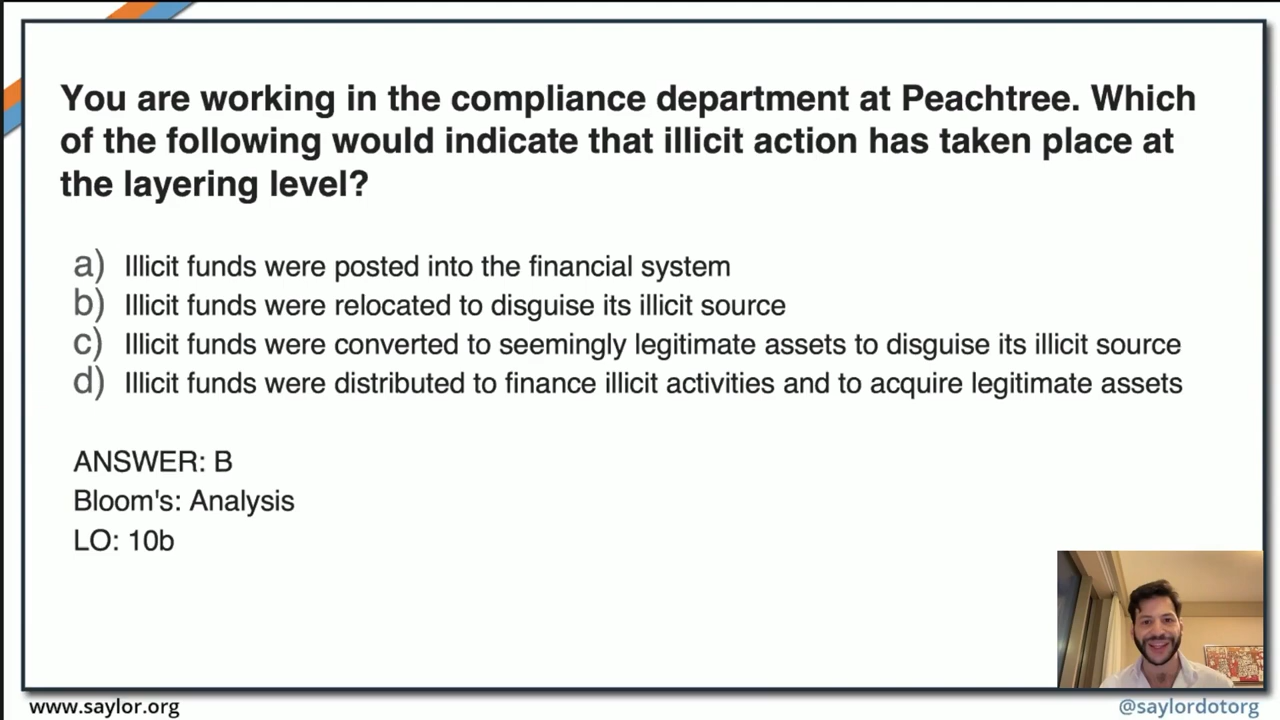 You are working in the compliance department at Peachtree. Which
of the following would indicate that illicit action has taken place at
the layering level?
a) Illicit funds were posted into the financial system
b) Illicit funds were relocated to disguise its illicit source
c) Illicit funds were converted to seemingly legitimate assets to disguise its illicit source
d) Illicit funds were distributed to finance illicit activities and to acquire legitimate assets
ANSWER: B
Bloom's: Analysis
LO: 10b
www.saylor.org
@saylordotorg